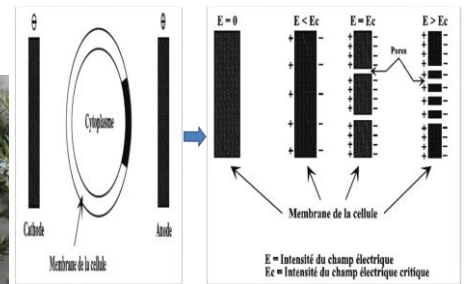 Θ
Θ
Cytoplasme
Cathode
Anode
Membrane de la cellule
E = 0
E < Ec
E = Ec
E > Ec
Pores
Membrane de la cellule
E = Intensité du champ électrique
Ec = Intensité du champ électrique critique